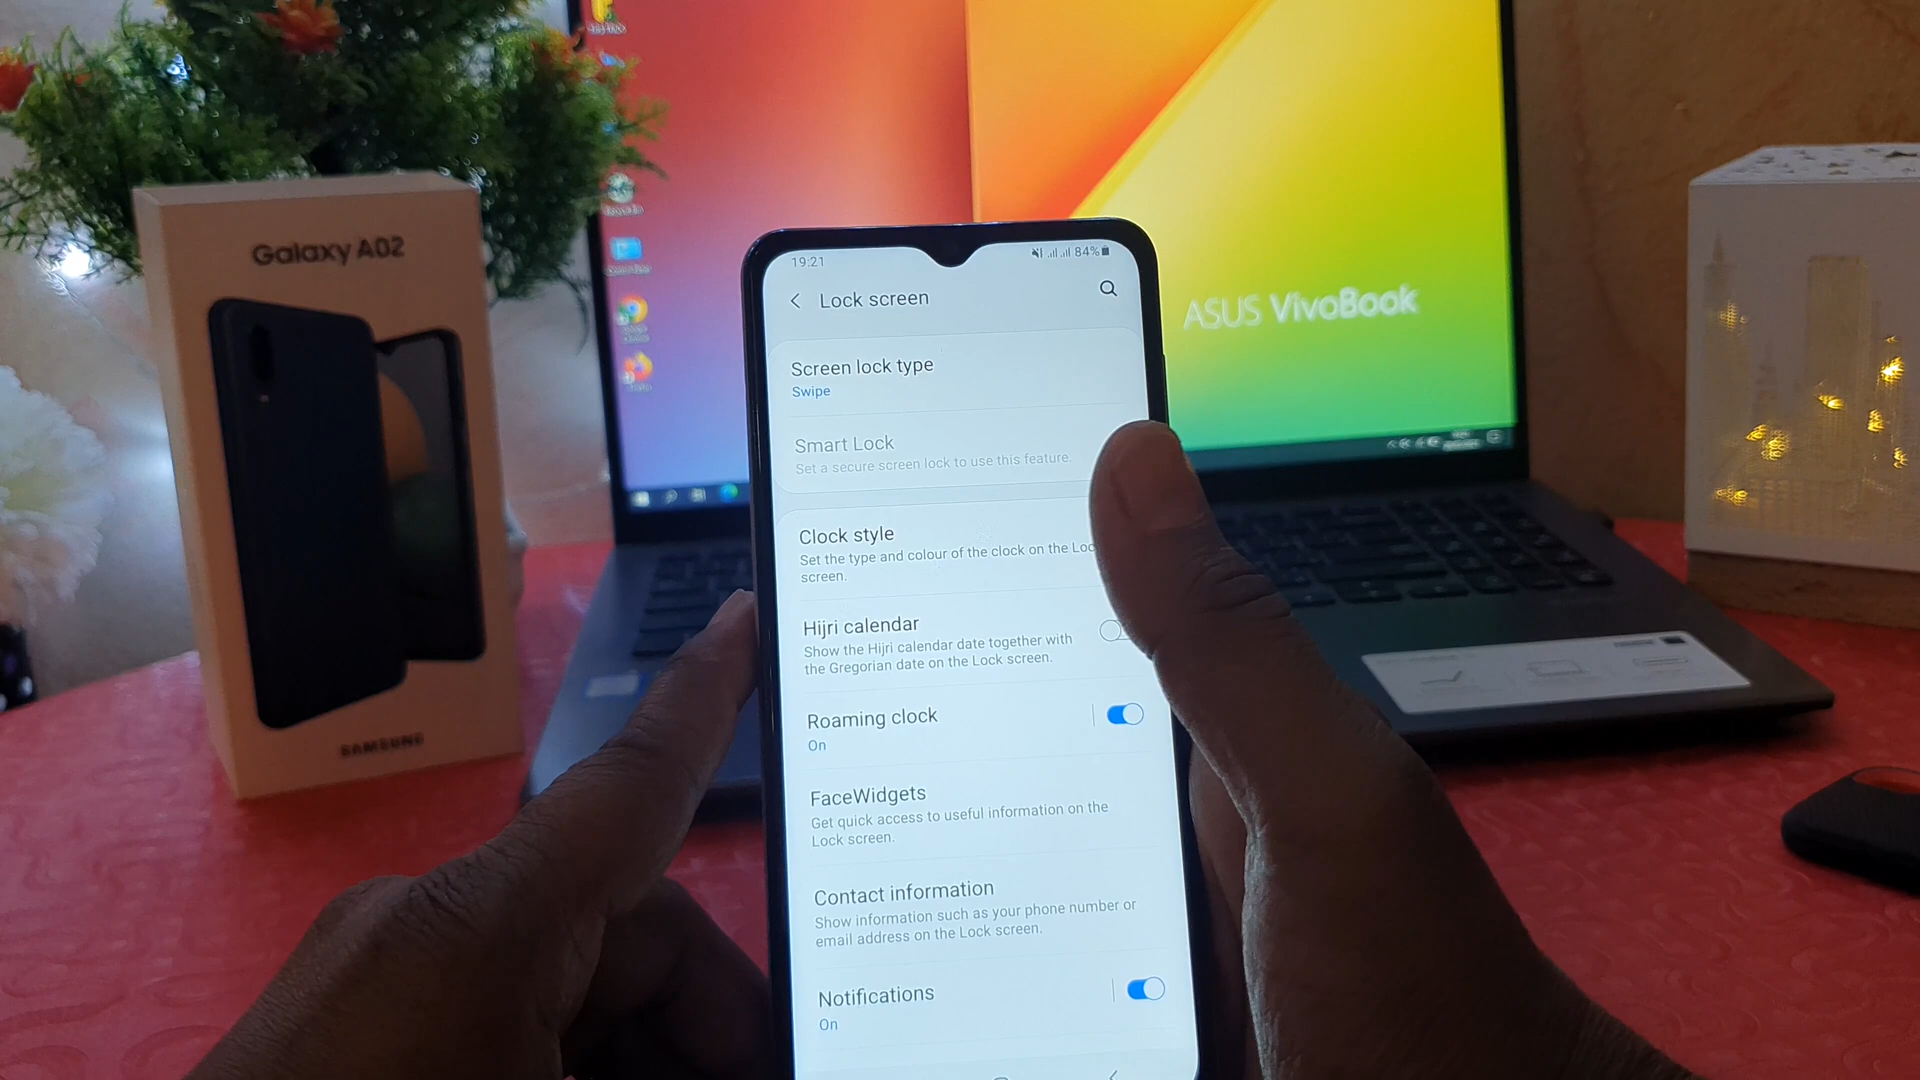 Galaxy A02
SAMSUNG
19:21
84%
Lock screen
Screen lock type
Swipe
Smart Lock
Set a secure screen lock to use this feature.
Clock style
Set the type and colour of the clock on the Loc
screen.
Hijri calendar
Show the Hijri calendar date together with
the Gregorian date on the Lock screen.
Roaming clock
On
FaceWidgets
Get quick access to useful information on the
Lock screen.
Contact information
Show information such as your phone number or
email address on the Lock screen.
Notifications
On
ASUS VivoBook